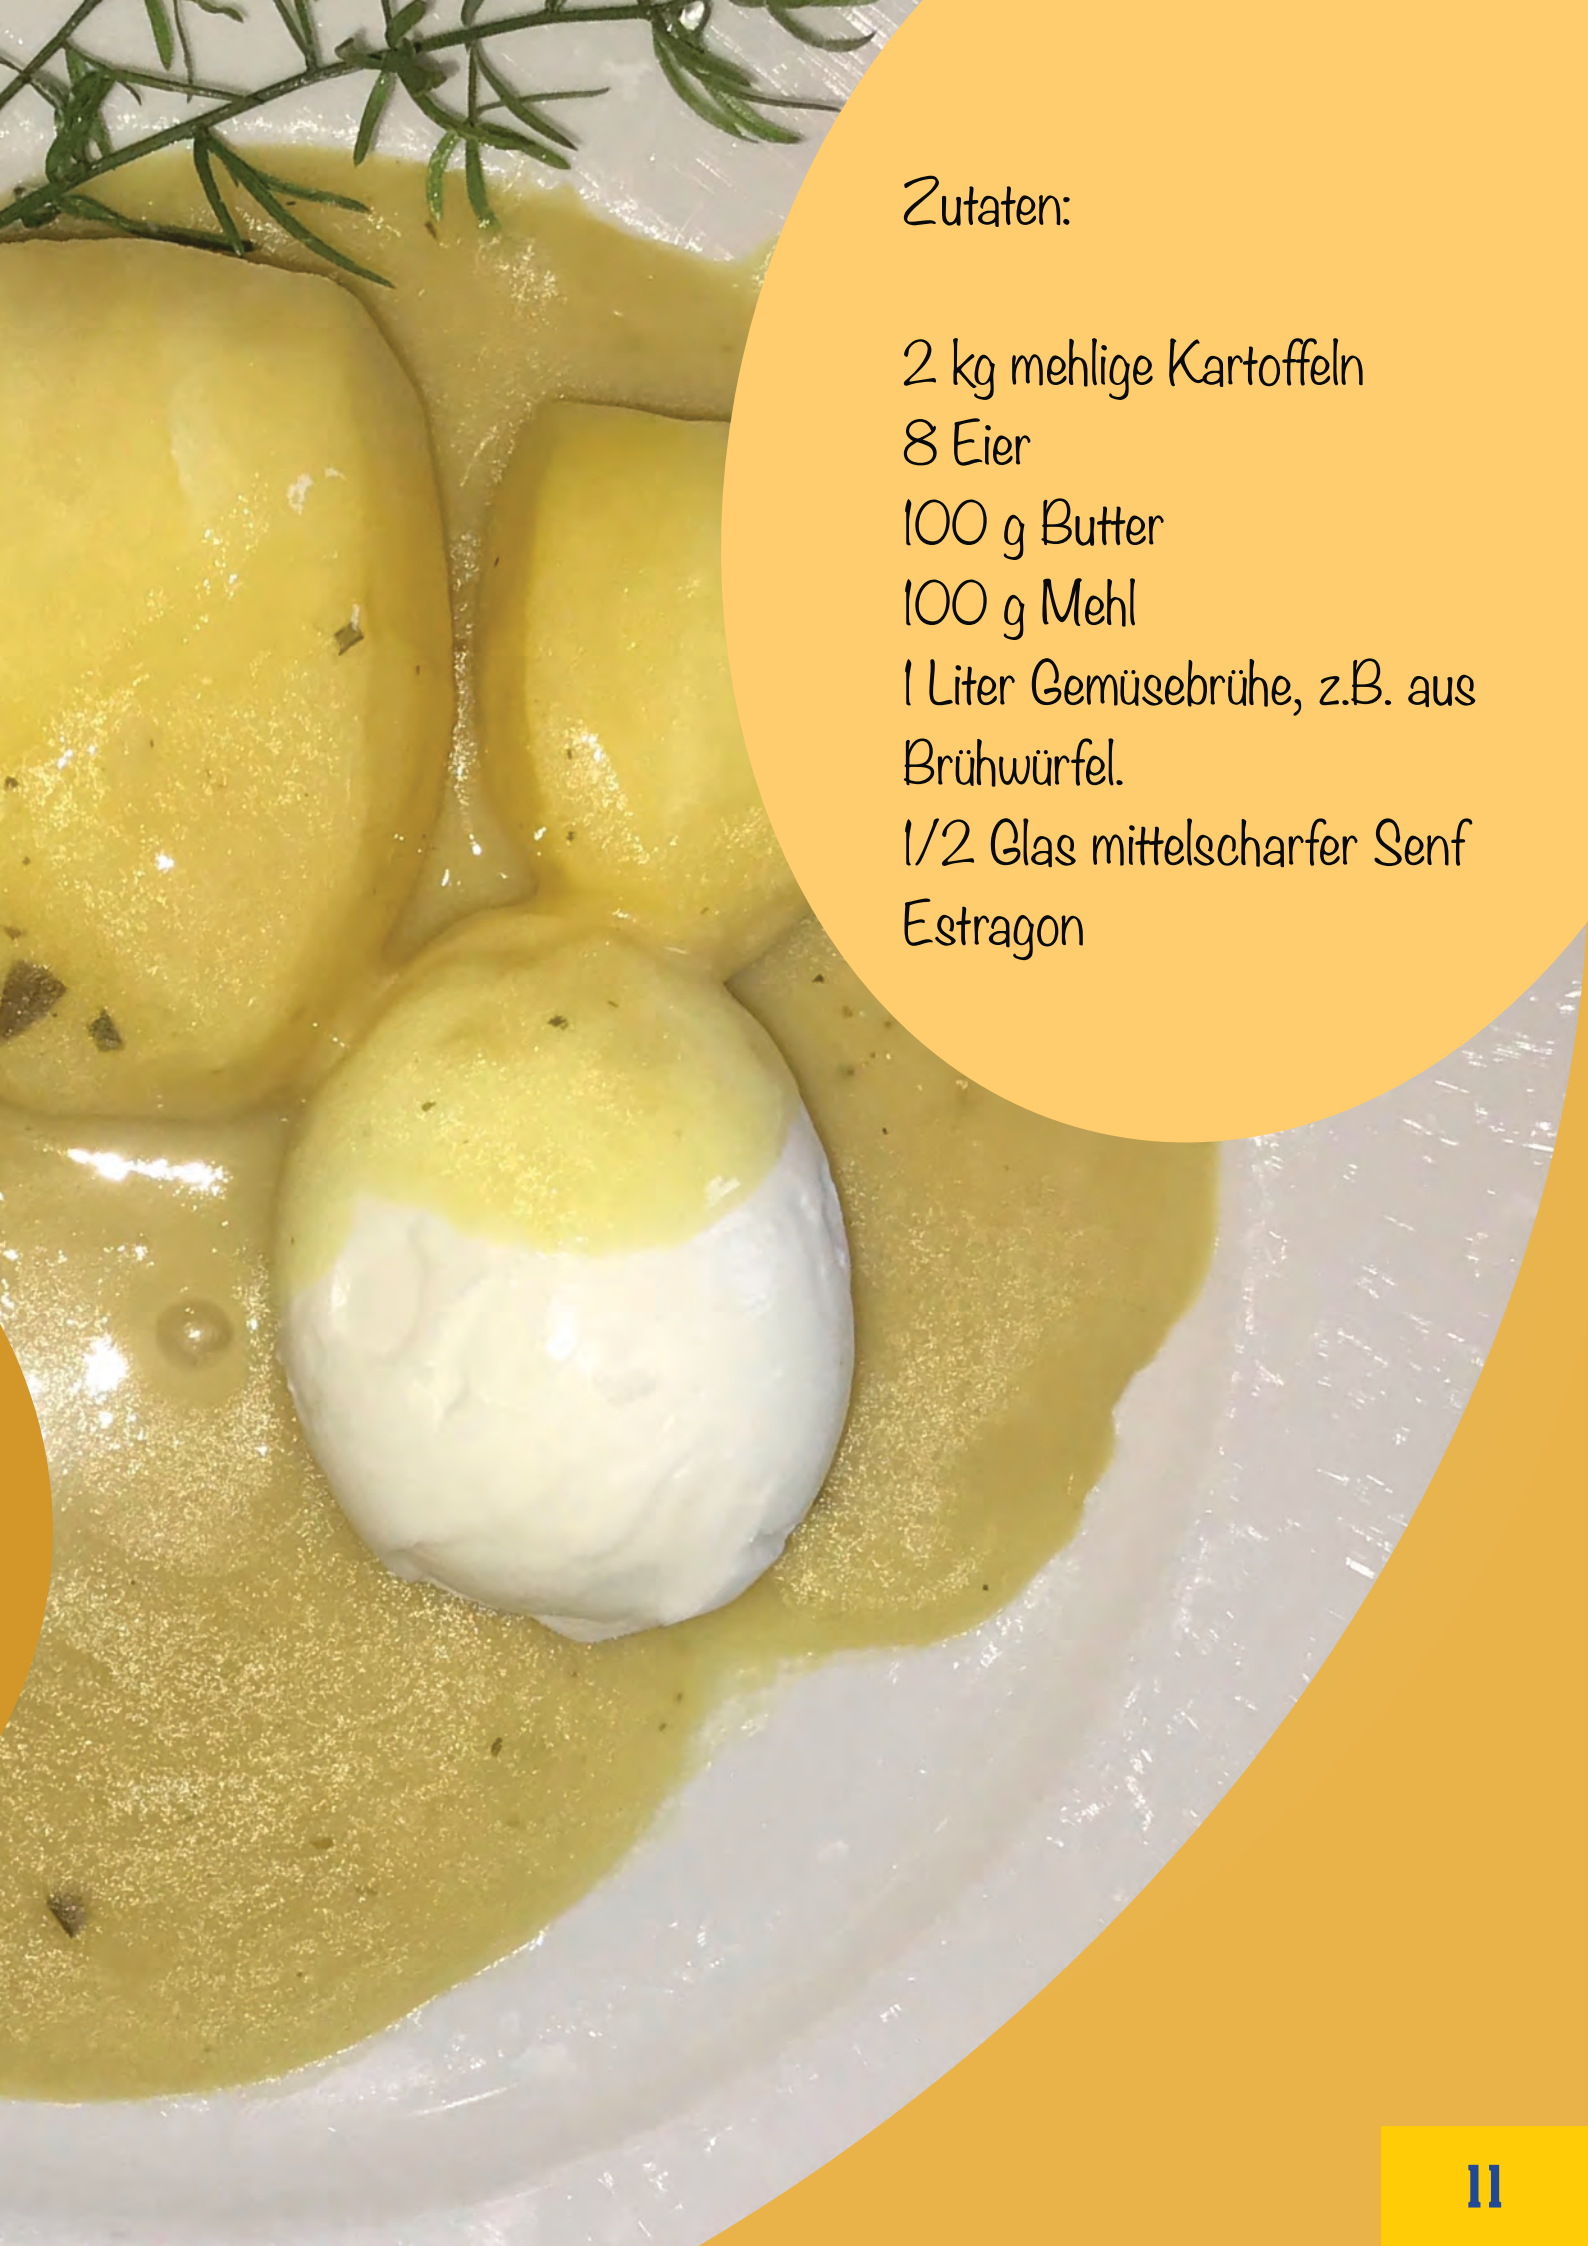 Zutaten:
2 kg mehlige Kartoffeln
8 Eier
100 g Butter
100 g Mehl
1 Liter Gemüsebrühe, z.B. aus
Brühwürfel.
1/2 Glas mittelscharfer Senf
Estragon
11